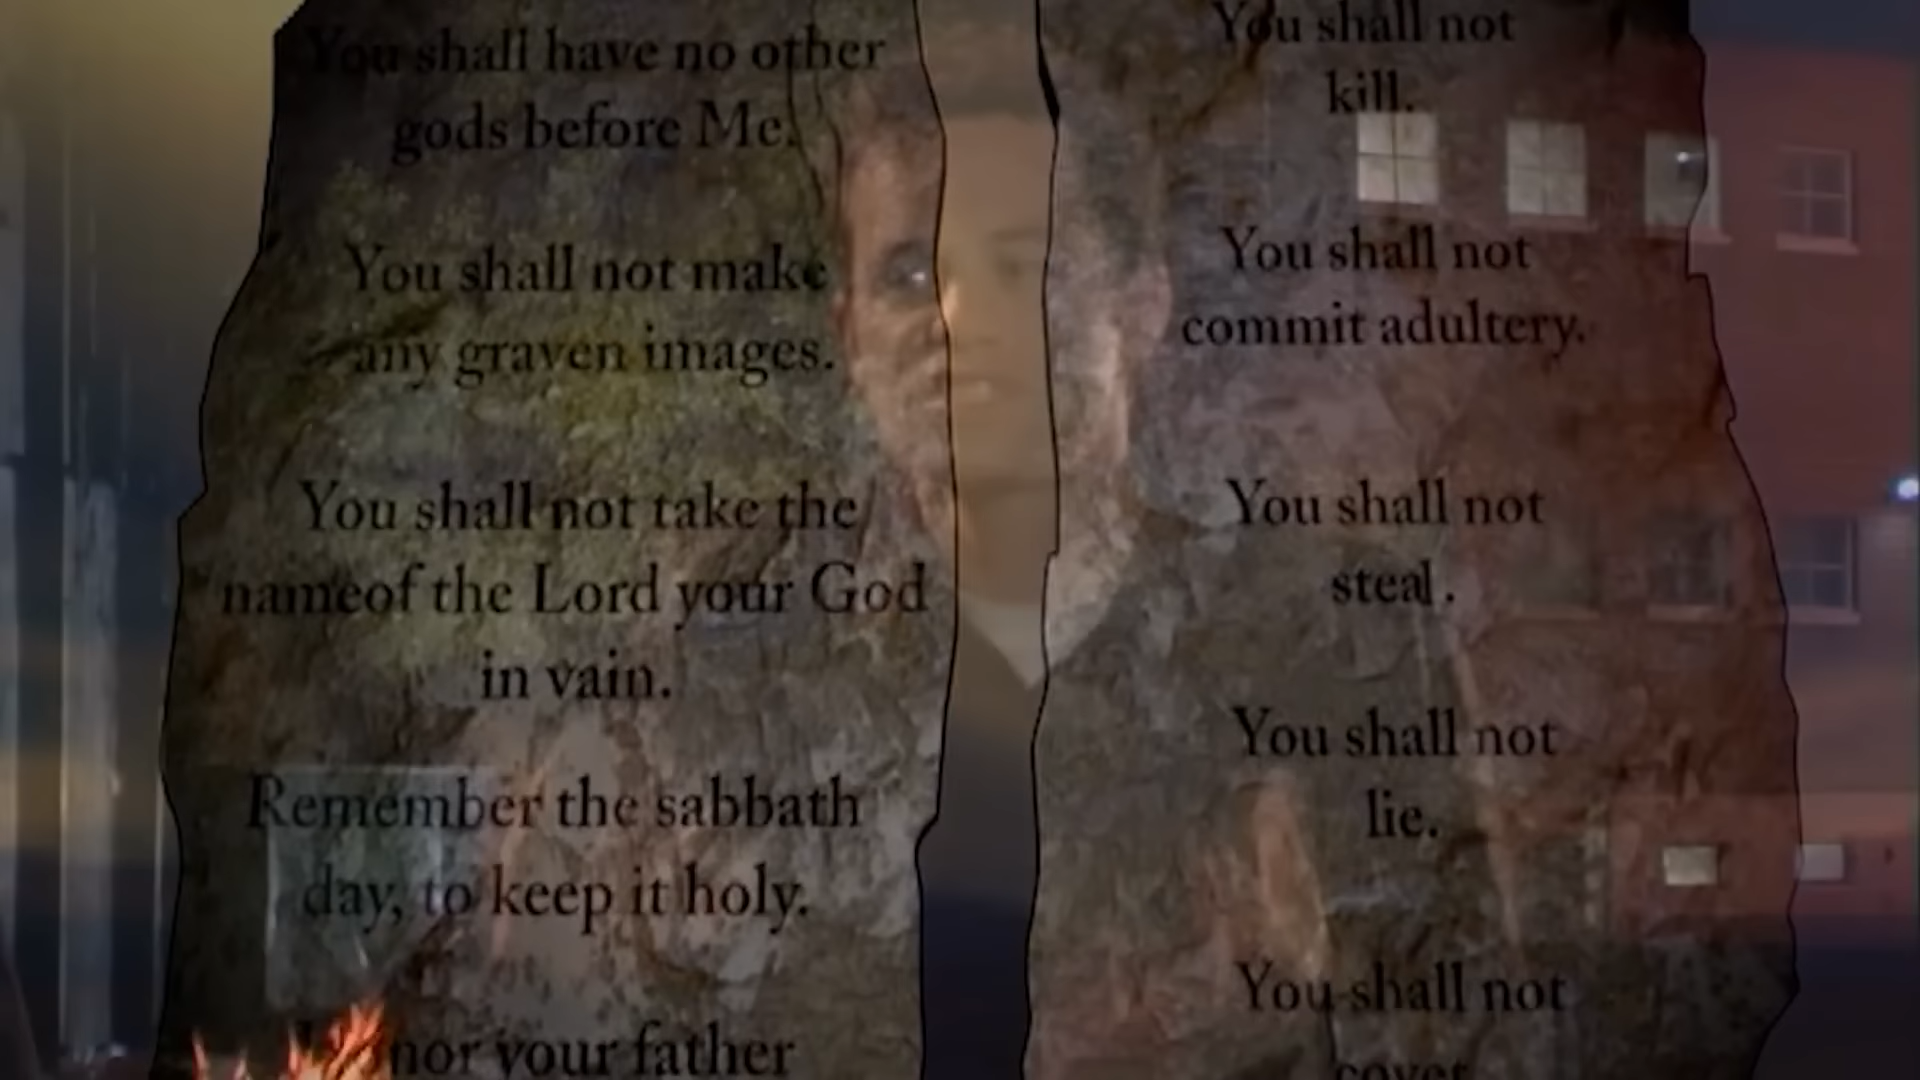 You shall have no other
gods before Me.
You shall not make
any graven images.
You shall not take the
nameof the Lord your God
in vain.
Remember the sabbath
day, to keep it holy.
Honor your father
You shall not
kill.
You shall not
commit adultery.
You shall not
steal.
You shall not
lie.
You shall not
covet